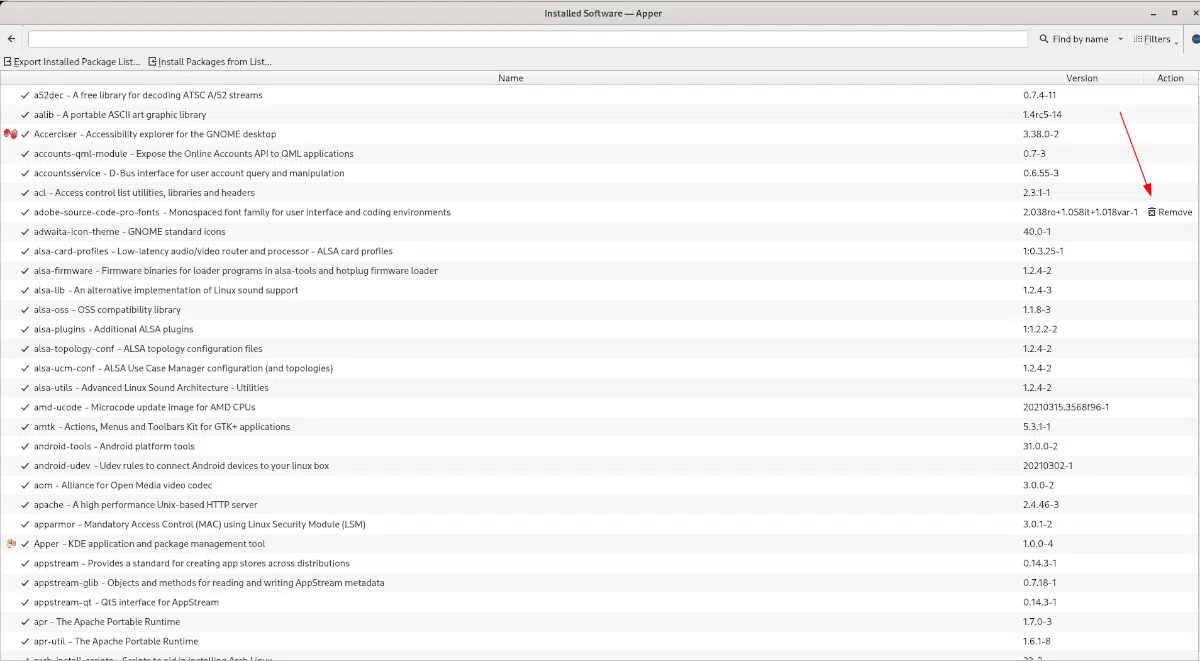 Installed Software — Apper
Find by name
Filters
Export Installed Package List...
Install Packages from List...
Name Version Action
a52dec - A free library for decoding ATSC A/52 streams 0.7.4-11
aalib - A portable ASCII art graphic library 1.4rc5-14
Accerciser - Accessibility explorer for the GNOME desktop 3.38.0-2
accounts-qml-module - Expose the Online Accounts API to QML applications 0.7-3
accountsservice - D-Bus interface for user account query and manipulation 0.6.55-3
acl - Access control list utilities, libraries and headers 2.3.1-1
adobe-source-code-pro-fonts - Monospaced font family for user interface and coding environments 2.038ro+1.058it+1.018var-1 Remove
adwaita-icon-theme - GNOME standard icons 40.0-1
alsa-card-profiles - Low-latency audio/video router and processor - ALSA card profiles 1:0.3.25-1
alsa-firmware - Firmware binaries for loader programs in alsa-tools and hotplug firmware loader 1.2.4-2
alsa-lib - An alternative implementation of Linux sound support 1.2.4-3
alsa-oss - OSS compatibility library 1.1.8-3
alsa-plugins - Additional ALSA plugins 1:1.2.2-2
alsa-topology-conf - ALSA topology configuration files 1.2.4-2
alsa-ucm-conf - ALSA Use Case Manager configuration (and topologies) 1.2.4-2
alsa-utils - Advanced Linux Sound Architecture - Utilities 1.2.4-2
amd-ucode - Microcode update image for AMD CPUs 20210315.3568f96-1
amtk - Actions, Menus and Toolbars Kit for GTK+ applications 5.3.1-1
android-tools - Android platform tools 31.0.0-2
android-udev - Udev rules to connect Android devices to your linux box 20210302-1
aom - Alliance for Open Media video codec 3.0.0-2
apache - A high performance Unix-based HTTP server 2.4.46-3
apparmor - Mandatory Access Control (MAC) using Linux Security Module (LSM) 3.0.1-2
Apper - KDE application and package management tool 1.0.0-4
appstream - Provides a standard for creating app stores across distributions 0.14.3-1
appstream-glib - Objects and methods for reading and writing AppStream metadata 0.7.18-1
appstream-qt - Qt5 interface for AppStream 0.14.3-1
apr - The Apache Portable Runtime 1.7.0-3
apr-util - The Apache Portable Runtime 1.6.1-8
arch-install-scripts - Scripts to aid in installing Arch Linux